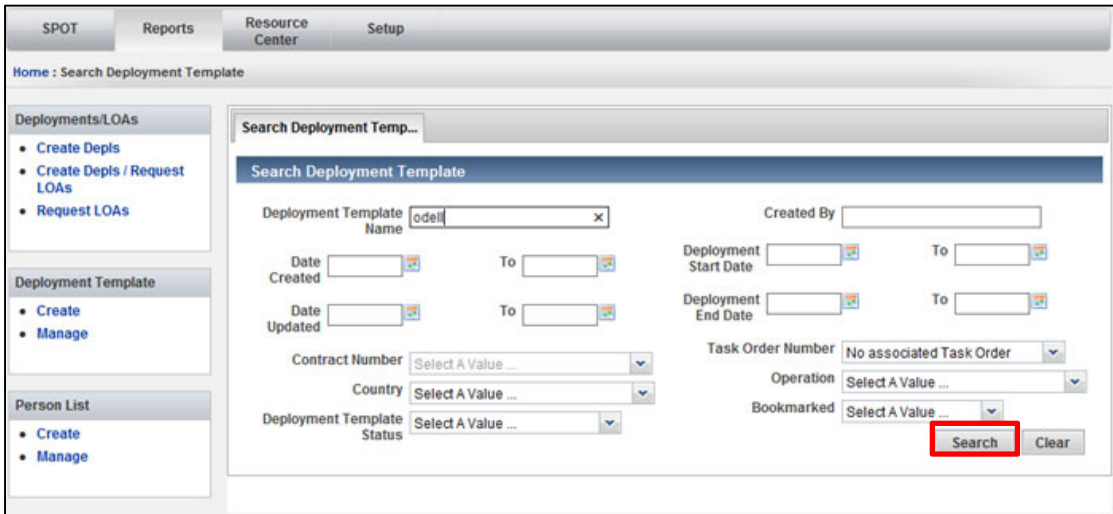 SPOT
Reports
Resource
Center
Setup
Home : Search Deployment Template
Deployments/LOAs
• Create Depls
• Create Depls / Request
LOAs
• Request LOAs
Deployment Template
• Create
• Manage
Person List
• Create
• Manage
Search Deployment Temp...
Search Deployment Template
Deployment Template
Name
odell
×
Created By
Date
Created
To
Deployment
Start Date
To
Date
Updated
To
Deployment
End Date
To
Contract Number
Select A Value ...
Task Order Number
No associated Task Order
Country
Select A Value ...
Operation
Select A Value ...
Deployment Template
Status
Select A Value ...
Bookmarked
Select A Value ...
Search
Clear